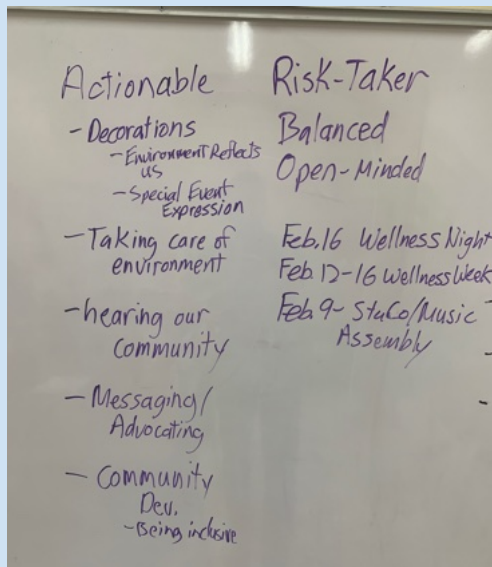 Actionable
- Decorations
- Environment Reflects
us
- Special Event
Expression
- Taking care of
environment
- hearing our
community
- Messaging/
Advocating
- Community
Dev.
- Being inclusive
Risk-Taker
Balanced
Open-Minded
Feb. 16 Wellness Night
Feb. 12-16 Wellness Week
Feb. 9- StuCo/Music
Assembly